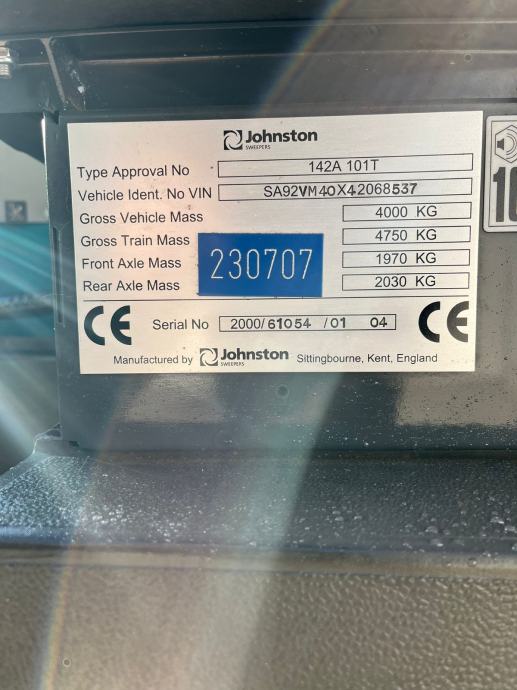 Johnston
SWEEPERS
Type Approval No 142A 101T
Vehicle Ident. No VIN SA92VM40X42068537
Gross Vehicle Mass 4000 KG
Gross Train Mass 4750 KG
Front Axle Mass 1970 KG
230707
Rear Axle Mass 2030 KG
CE Serial No 2000/61054 /01 04 CE
Manufactured by Johnston SWEEPERS Sittingbourne, Kent, England